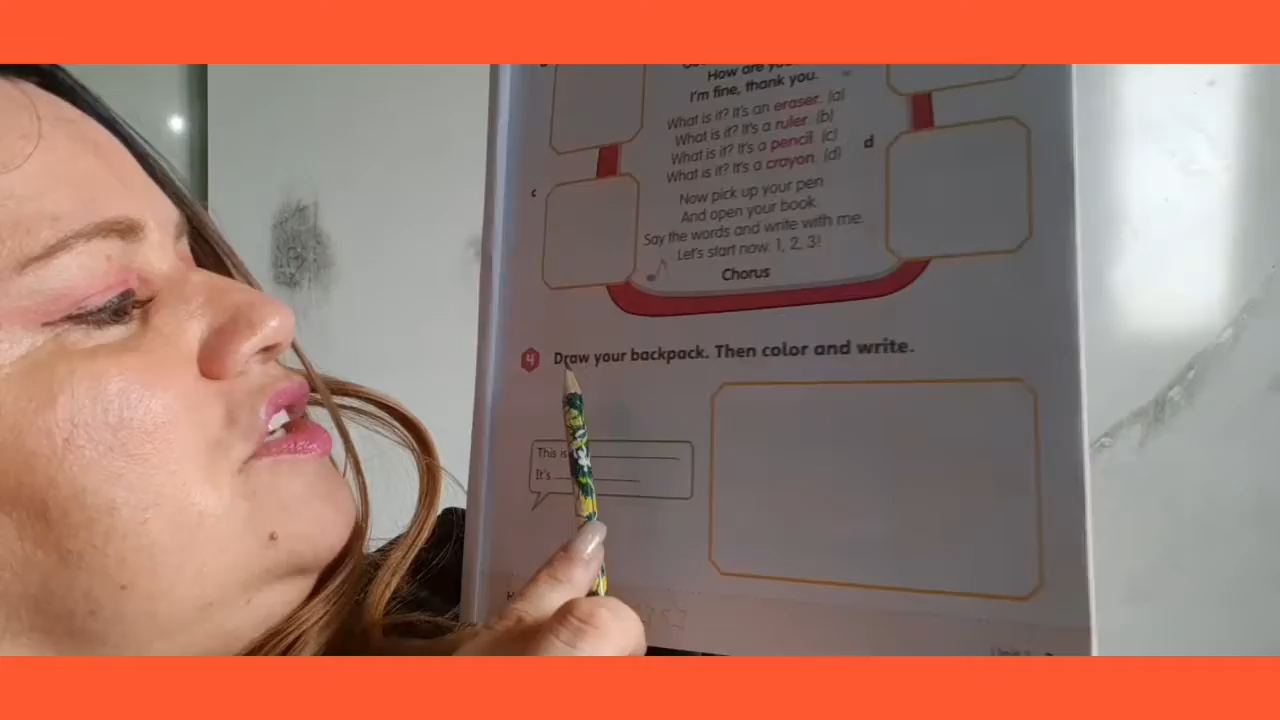 How are
I'm fine, thank you.
What is it? It's an eraser. (a)
What is it? It's a ruler. (b)
What is it? It's a pencil. (c)
What is it? It's a crayon. (d)
d
c
Now pick up your pen
And open your book.
Say the words and write with me.
Let's start now: 1, 2, 3!
Chorus
4 Draw your backpack. Then color and write.
This is
It's